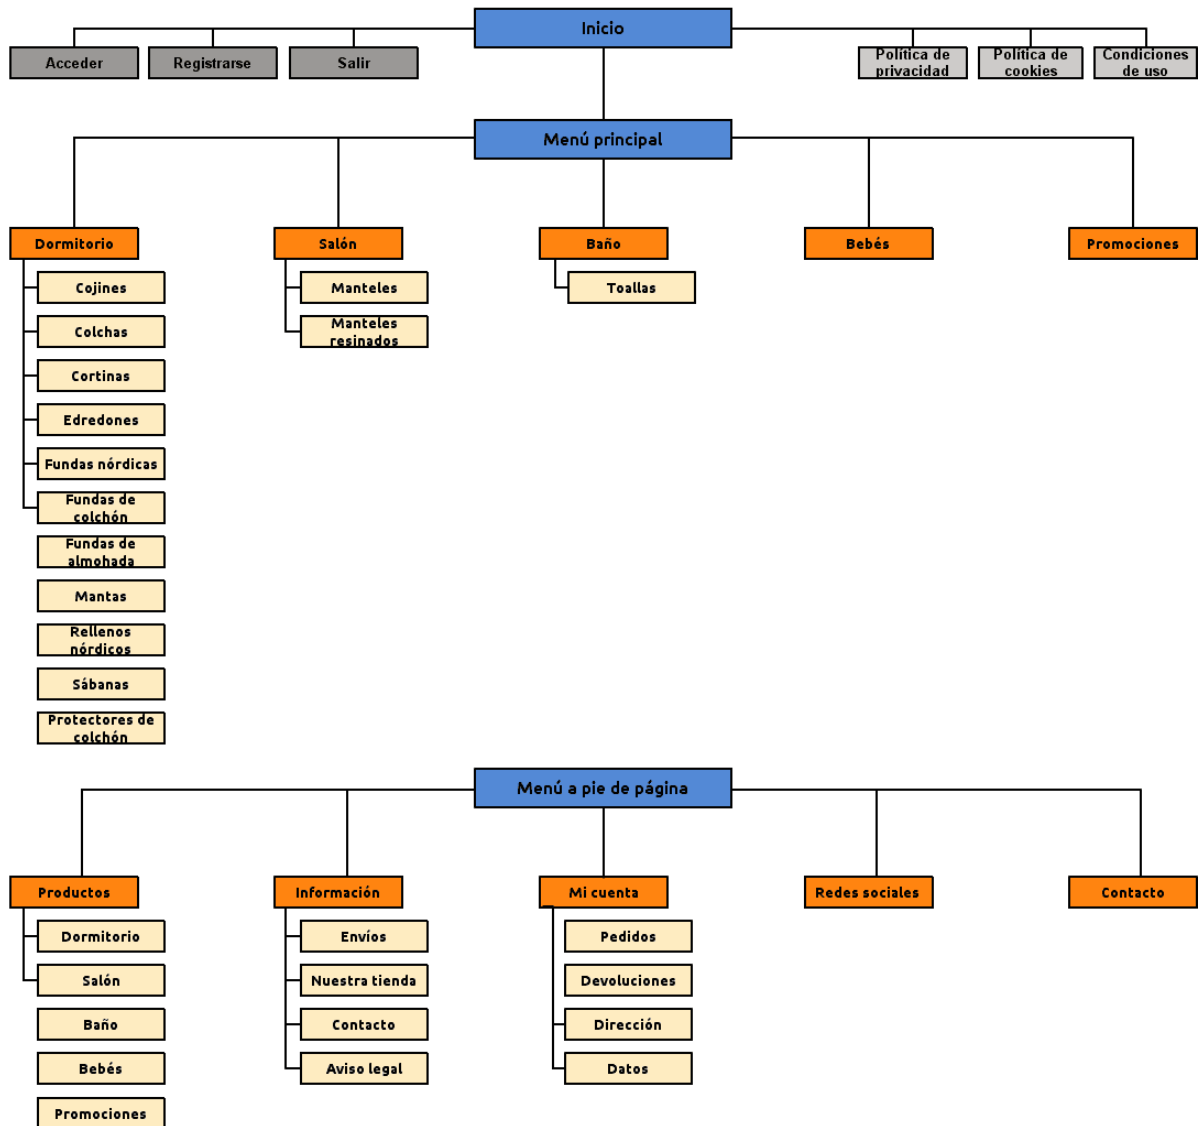 Inicio
Acceder
Registrarse
Salir
Política de
privacidad
Política de
cookies
Condiciones
de uso
Menú principal
Dormitorio
Salón
Baño
Bebés
Promociones
Cojines
Colchas
Cortinas
Edredones
Fundas nórdicas
Fundas de
colchón
Fundas de
almohada
Mantas
Rellenos
nórdicos
Sábanas
Protectores de
colchón
Manteles
Manteles
resinados
Toallas
Menú a pie de página
Productos
Información
Mi cuenta
Redes sociales
Contacto
Dormitorio
Salón
Baño
Bebés
Promociones
Envíos
Nuestra tienda
Contacto
Aviso legal
Pedidos
Devoluciones
Dirección
Datos